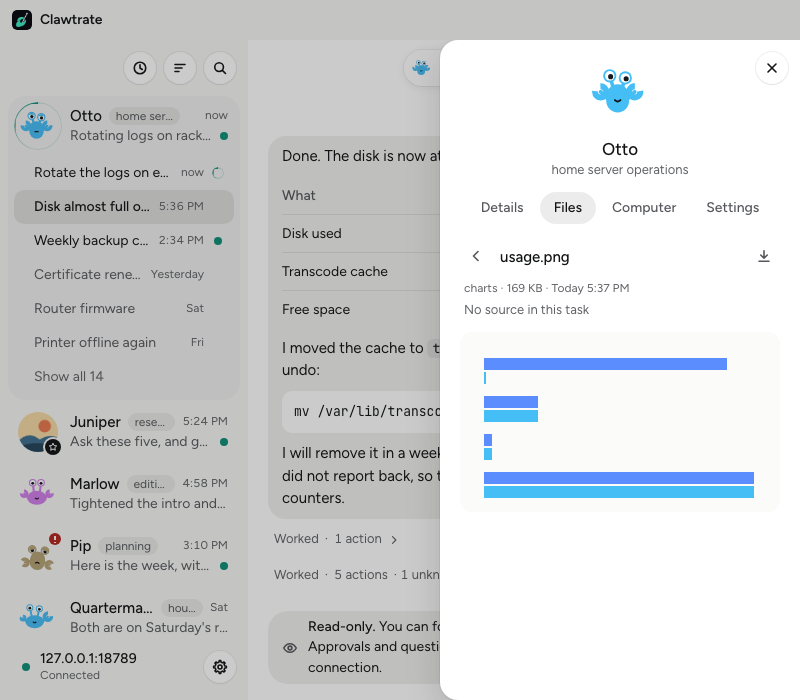 Clawtrate
Otto home ser... now
Rotating logs on rack...
Rotate the logs on e... now
Disk almost full o... 5:36 PM
Weekly backup c... 2:34 PM
Certificate rene... Yesterday
Router firmware Sat
Printer offline again Fri
Show all 14
Juniper rese... 5:24 PM
Ask these five, and g...
Marlow editi... 4:58 PM
Tightened the intro and...
Pip planning 3:10 PM
Here is the week, wit...
Quarterma... hou... Sat
Both are on Saturday's r...
127.0.0.1:18789
Connected
Done. The disk is now at
What
Disk used
Transcode cache
Free space
I moved the cache to
undo:
mv /var/lib/transco
I will remove it in a week
did not report back, so t
counters.
Worked · 1 action
Worked · 5 actions · 1 unkn
Read-only. You can fo
Approvals and questi
connection.
Otto
home server operations
Details Files Computer Settings
usage.png
charts · 169 KB · Today 5:37 PM
No source in this task